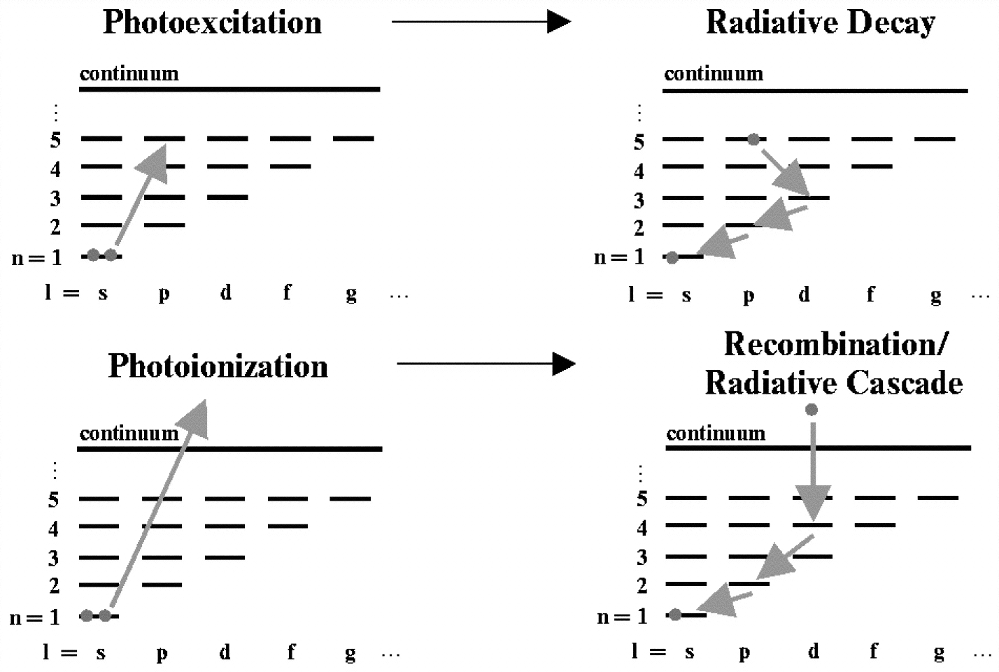 Photoexcitation
Radiative Decay
continuum
⋮
5
4
3
2
n = 1
l = s p d f g ...
continuum
⋮
5
4
3
2
n = 1
l = s p d f g ...
Photoionization
Recombination/
Radiative Cascade
continuum
⋮
5
4
3
2
n = 1
l = s p d f g ...
continuum
⋮
5
4
3
2
n = 1
l = s p d f g ...